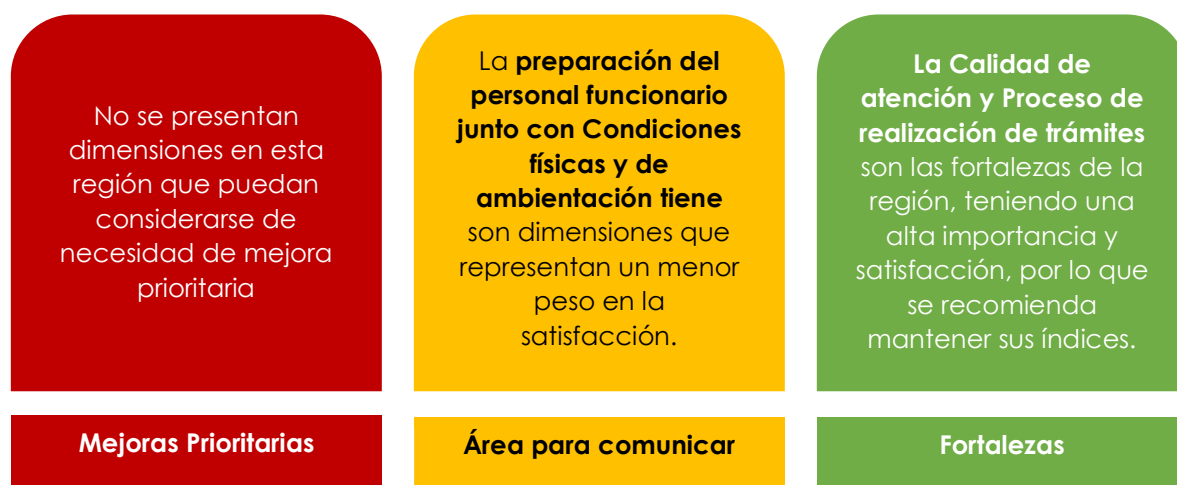 No se presentan
dimensiones en esta
región que puedan
considerarse de
necesidad de mejora
prioritaria
Mejoras Prioritarias
La preparación del
personal funcionario
junto con Condiciones
físicas y de
ambientación tiene
son dimensiones que
representan un menor
peso en la
satisfacción.
Área para comunicar
La Calidad de
atención y Proceso de
realización de trámites
son las fortalezas de la
región, teniendo una
alta importancia y
satisfacción, por lo que
se recomienda
mantener sus índices.
Fortalezas